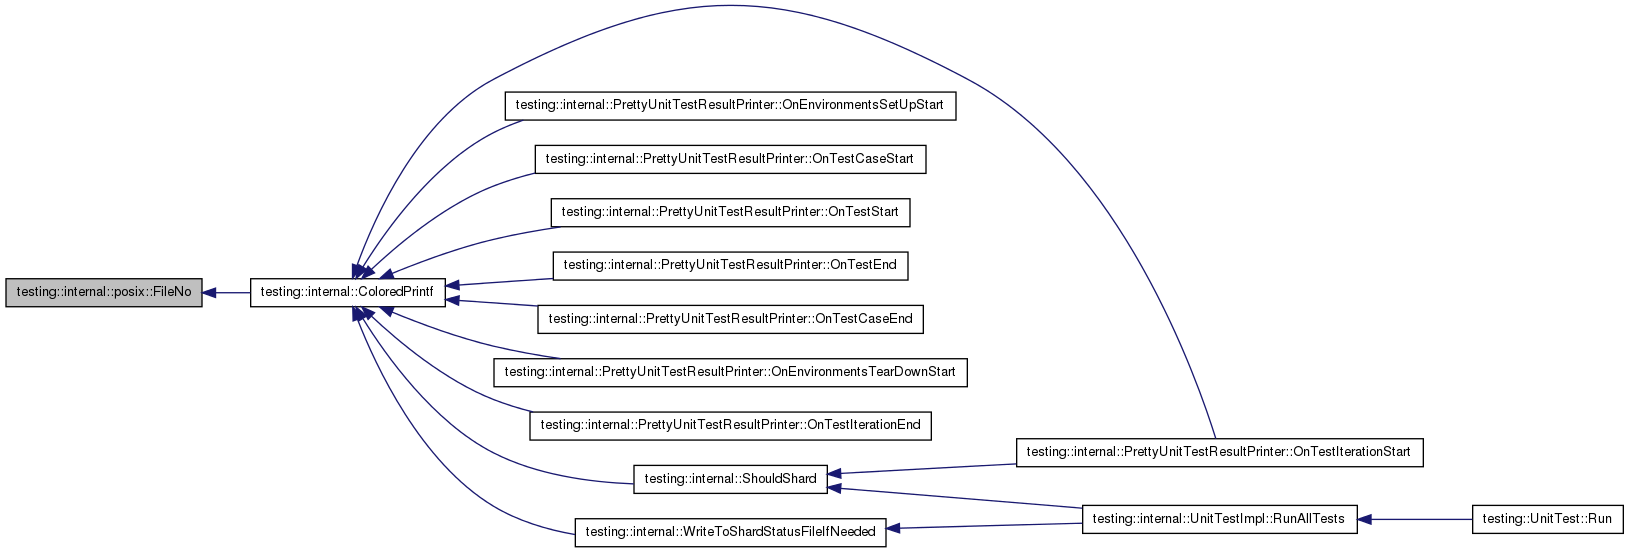 testing::internal::PrettyUnitTestResultPrinter::OnEnvironmentsSetUpStart
testing::internal::PrettyUnitTestResultPrinter::OnTestCaseStart
testing::internal::PrettyUnitTestResultPrinter::OnTestStart
testing::internal::PrettyUnitTestResultPrinter::OnTestEnd
testing::internal::posix::FileNo
testing::internal::ColoredPrintf
testing::internal::PrettyUnitTestResultPrinter::OnTestCaseEnd
testing::internal::PrettyUnitTestResultPrinter::OnEnvironmentsTearDownStart
testing::internal::PrettyUnitTestResultPrinter::OnTestIterationEnd
testing::internal::PrettyUnitTestResultPrinter::OnTestIterationStart
testing::internal::ShouldShard
testing::internal::UnitTestImpl::RunAllTests
testing::UnitTest::Run
testing::internal::WriteToShardStatusFileIfNeeded